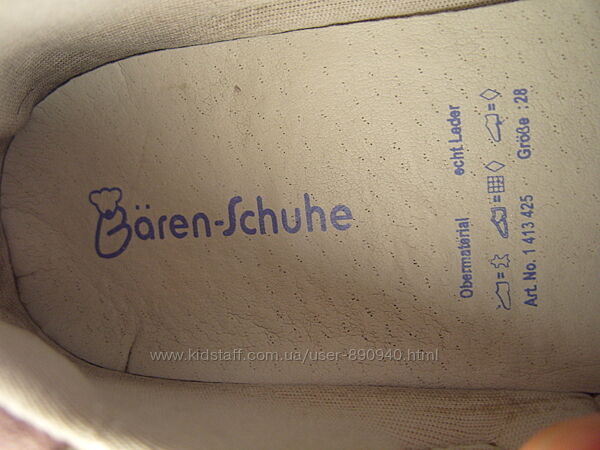 Bären-Schuhe
Obermaterial echt Leder
Art. No. 1 413 425 Größe : 28
www.kidstaff.com.ua/user-890940.html